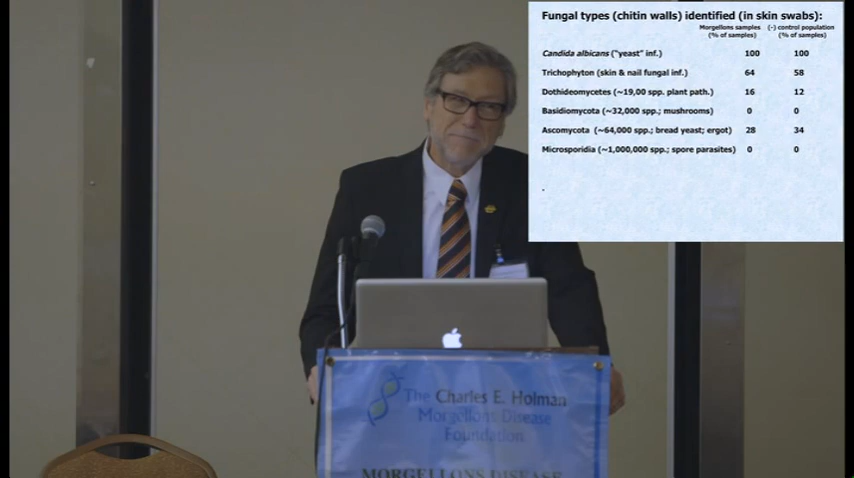 Fungal types (chitin walls) identified (in skin swabs):
Morgellons samples (-) control population
(% of samples) (% of samples)
Candida albicans ("yeast" inf.) 100 100
Trichophyton (skin & nail fungal inf.) 64 58
Dothideomycetes (~19,00 spp. plant path.) 16 12
Basidiomycota (~32,000 spp.; mushrooms) 0 0
Ascomycota (~64,000 spp.; bread yeast; ergot) 28 34
Microsporidia (~1,000,000 spp.; spore parasites) 0 0
.
The Charles E. Holman
Morgellons Disease
Foundation
MORGELLONS DISEASE